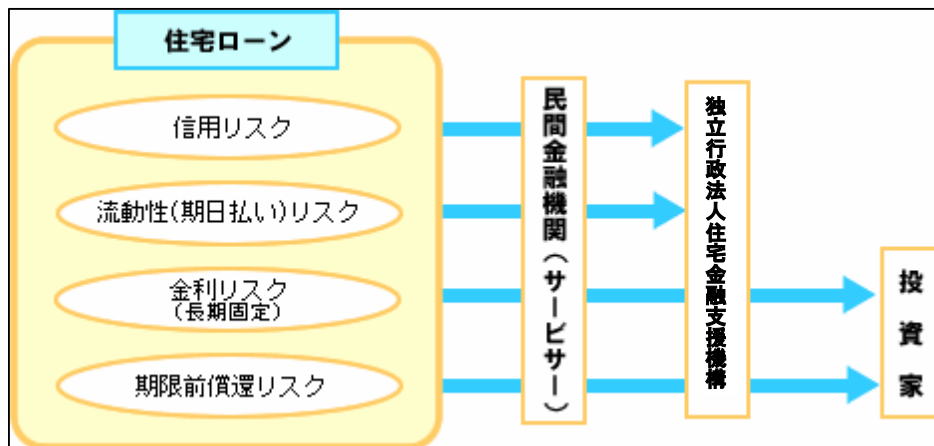 住宅ローン
信用リスク
流動性(期日払い)リスク
金利リスク
(長期固定)
期限前償還リスク
民間金融機関(サービサー)
独立行政法人住宅金融支援機構
投資家